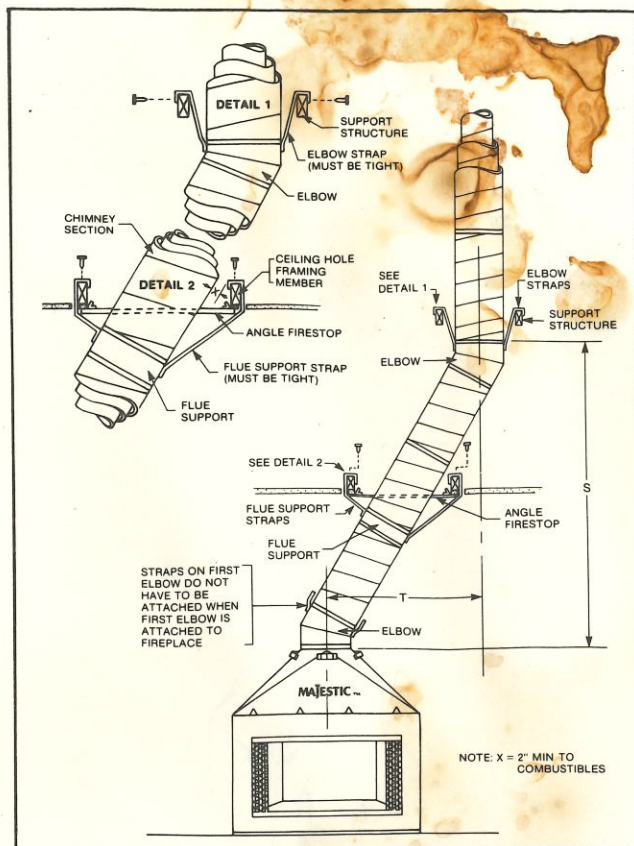 DETAIL 1
SUPPORT
STRUCTURE
ELBOW STRAP
(MUST BE TIGHT)
ELBOW
CHIMNEY
SECTION
DETAIL 2
X
CEILING HOLE
FRAMING
MEMBER
ANGLE FIRESTOP
FLUE SUPPORT STRAP
(MUST BE TIGHT)
FLUE
SUPPORT
SEE
DETAIL 1
ELBOW
STRAPS
SUPPORT
STRUCTURE
ELBOW
SEE DETAIL 2
FLUE SUPPORT
STRAPS
FLUE
SUPPORT
ANGLE
FIRESTOP
S
T
STRAPS ON FIRST
ELBOW DO NOT
HAVE TO BE
ATTACHED WHEN
FIRST ELBOW IS
ATTACHED TO
FIREPLACE
ELBOW
MAJESTIC TM
NOTE: X = 2" MIN TO
COMBUSTIBLES